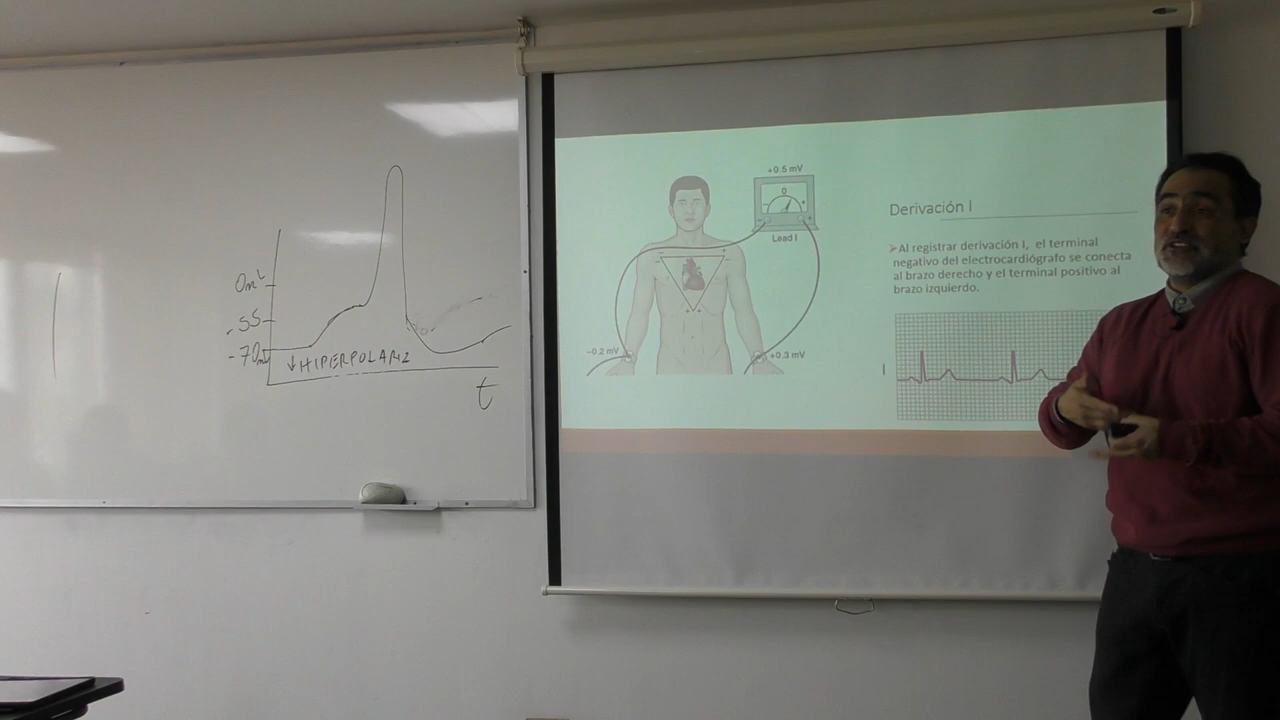 0mV
-55
-70mV
↓HIPERPOLARIZ
t
+0.5 mV
0
- +
Lead I
-0.2 mV
+0.3 mV
Derivación I
➢Al registrar derivación I, el terminal
negativo del electrocardiógrafo se conecta
al brazo derecho y el terminal positivo al
brazo izquierdo.
I